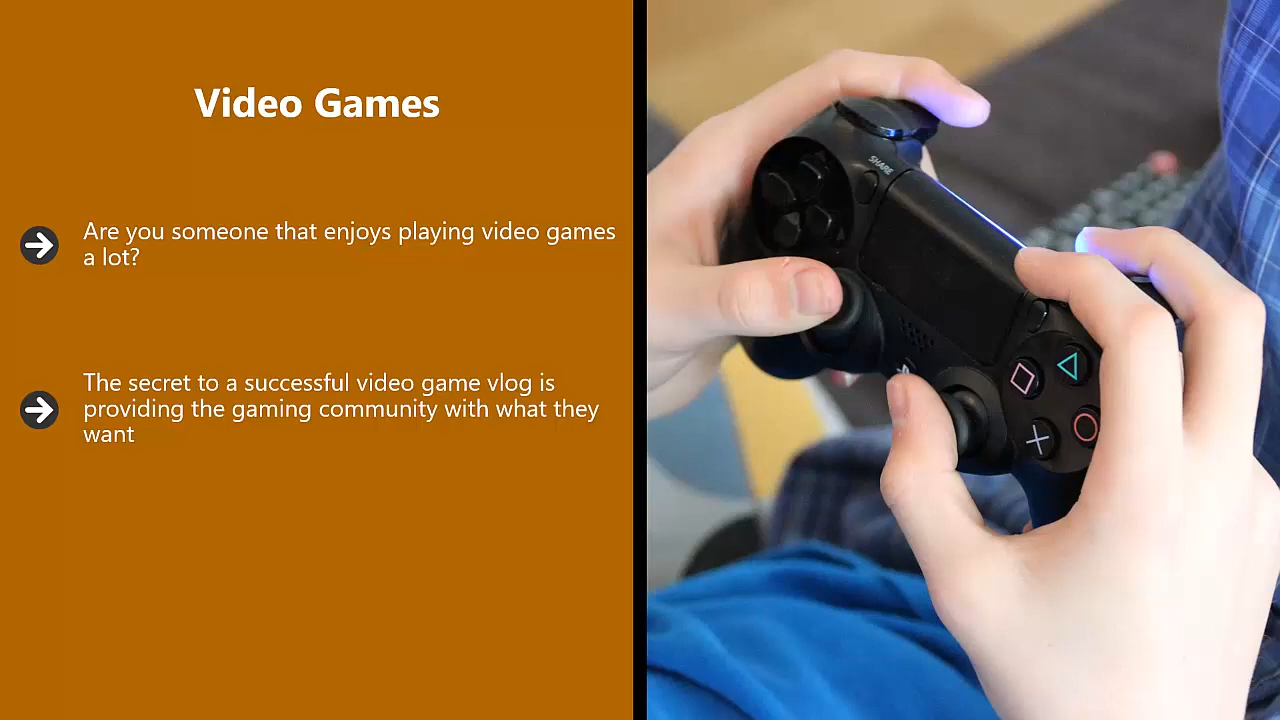 Video Games
Are you someone that enjoys playing video games
a lot?
The secret to a successful video game vlog is
providing the gaming community with what they
want
SHARE